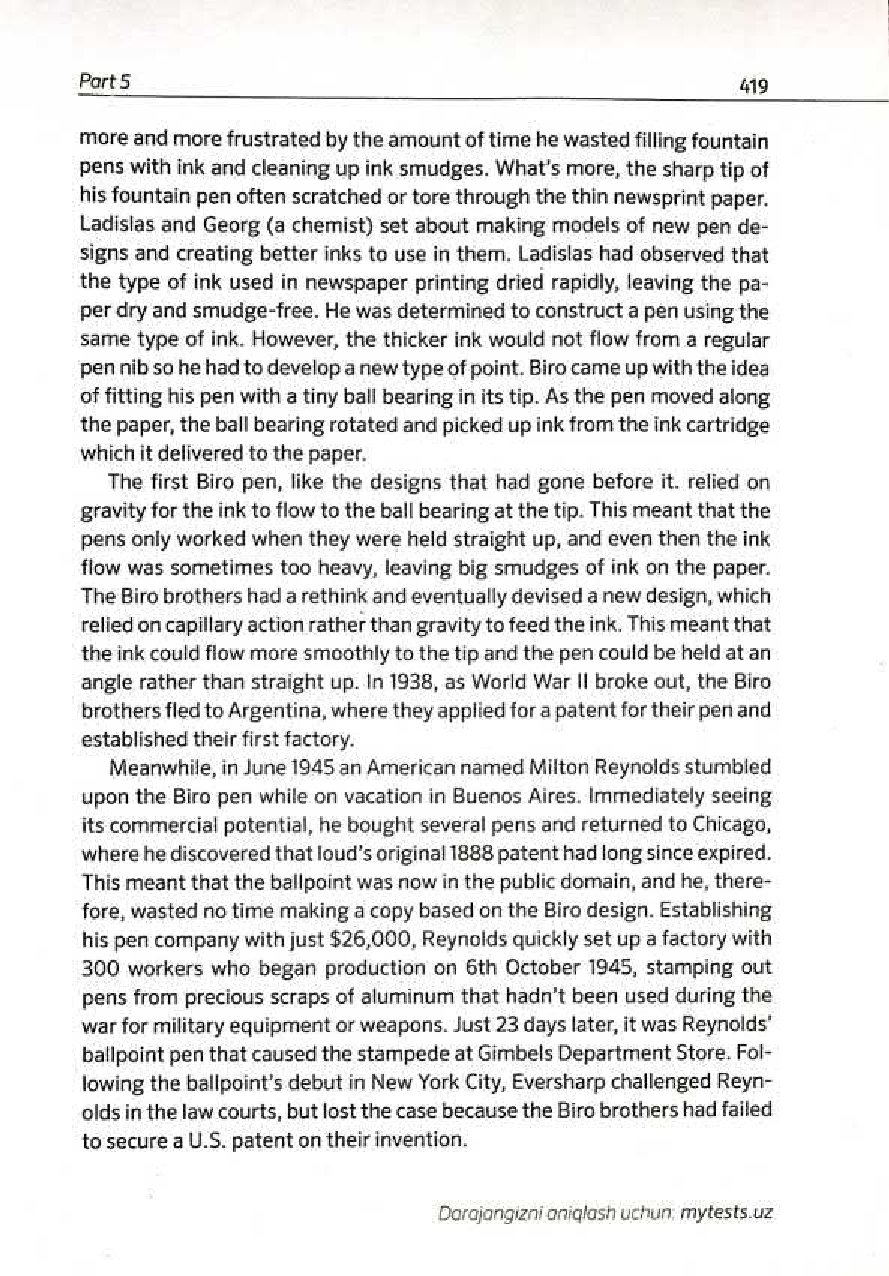 Part 5 419
more and more frustrated by the amount of time he wasted filling fountain
pens with ink and cleaning up ink smudges. What's more, the sharp tip of
his fountain pen often scratched or tore through the thin newsprint paper.
Ladislas and Georg (a chemist) set about making models of new pen de-
signs and creating better inks to use in them. Ladislas had observed that
the type of ink used in newspaper printing dried rapidly, leaving the pa-
per dry and smudge-free. He was determined to construct a pen using the
same type of ink. However, the thicker ink would not flow from a regular
pen nib so he had to develop a new type of point. Biro came up with the idea
of fitting his pen with a tiny ball bearing in its tip. As the pen moved along
the paper, the ball bearing rotated and picked up ink from the ink cartridge
which it delivered to the paper.
The first Biro pen, like the designs that had gone before it. relied on
gravity for the ink to flow to the ball bearing at the tip. This meant that the
pens only worked when they were held straight up, and even then the ink
flow was sometimes too heavy, leaving big smudges of ink on the paper.
The Biro brothers had a rethink and eventually devised a new design, which
relied on capillary action rather than gravity to feed the ink. This meant that
the ink could flow more smoothly to the tip and the pen could be held at an
angle rather than straight up. In 1938, as World War II broke out, the Biro
brothers fled to Argentina, where they applied for a patent for their pen and
established their first factory.
Meanwhile, in June 1945 an American named Milton Reynolds stumbled
upon the Biro pen while on vacation in Buenos Aires. Immediately seeing
its commercial potential, he bought several pens and returned to Chicago,
where he discovered that loud's original 1888 patent had long since expired.
This meant that the ballpoint was now in the public domain, and he, there-
fore, wasted no time making a copy based on the Biro design. Establishing
his pen company with just $26,000, Reynolds quickly set up a factory with
300 workers who began production on 6th October 1945, stamping out
pens from precious scraps of aluminum that hadn't been used during the
war for military equipment or weapons. Just 23 days later, it was Reynolds'
ballpoint pen that caused the stampede at Gimbels Department Store. Fol-
lowing the ballpoint's debut in New York City, Eversharp challenged Reyn-
olds in the law courts, but lost the case because the Biro brothers had failed
to secure a U.S. patent on their invention.
Darajangizni aniqlash uchun: mytests.uz